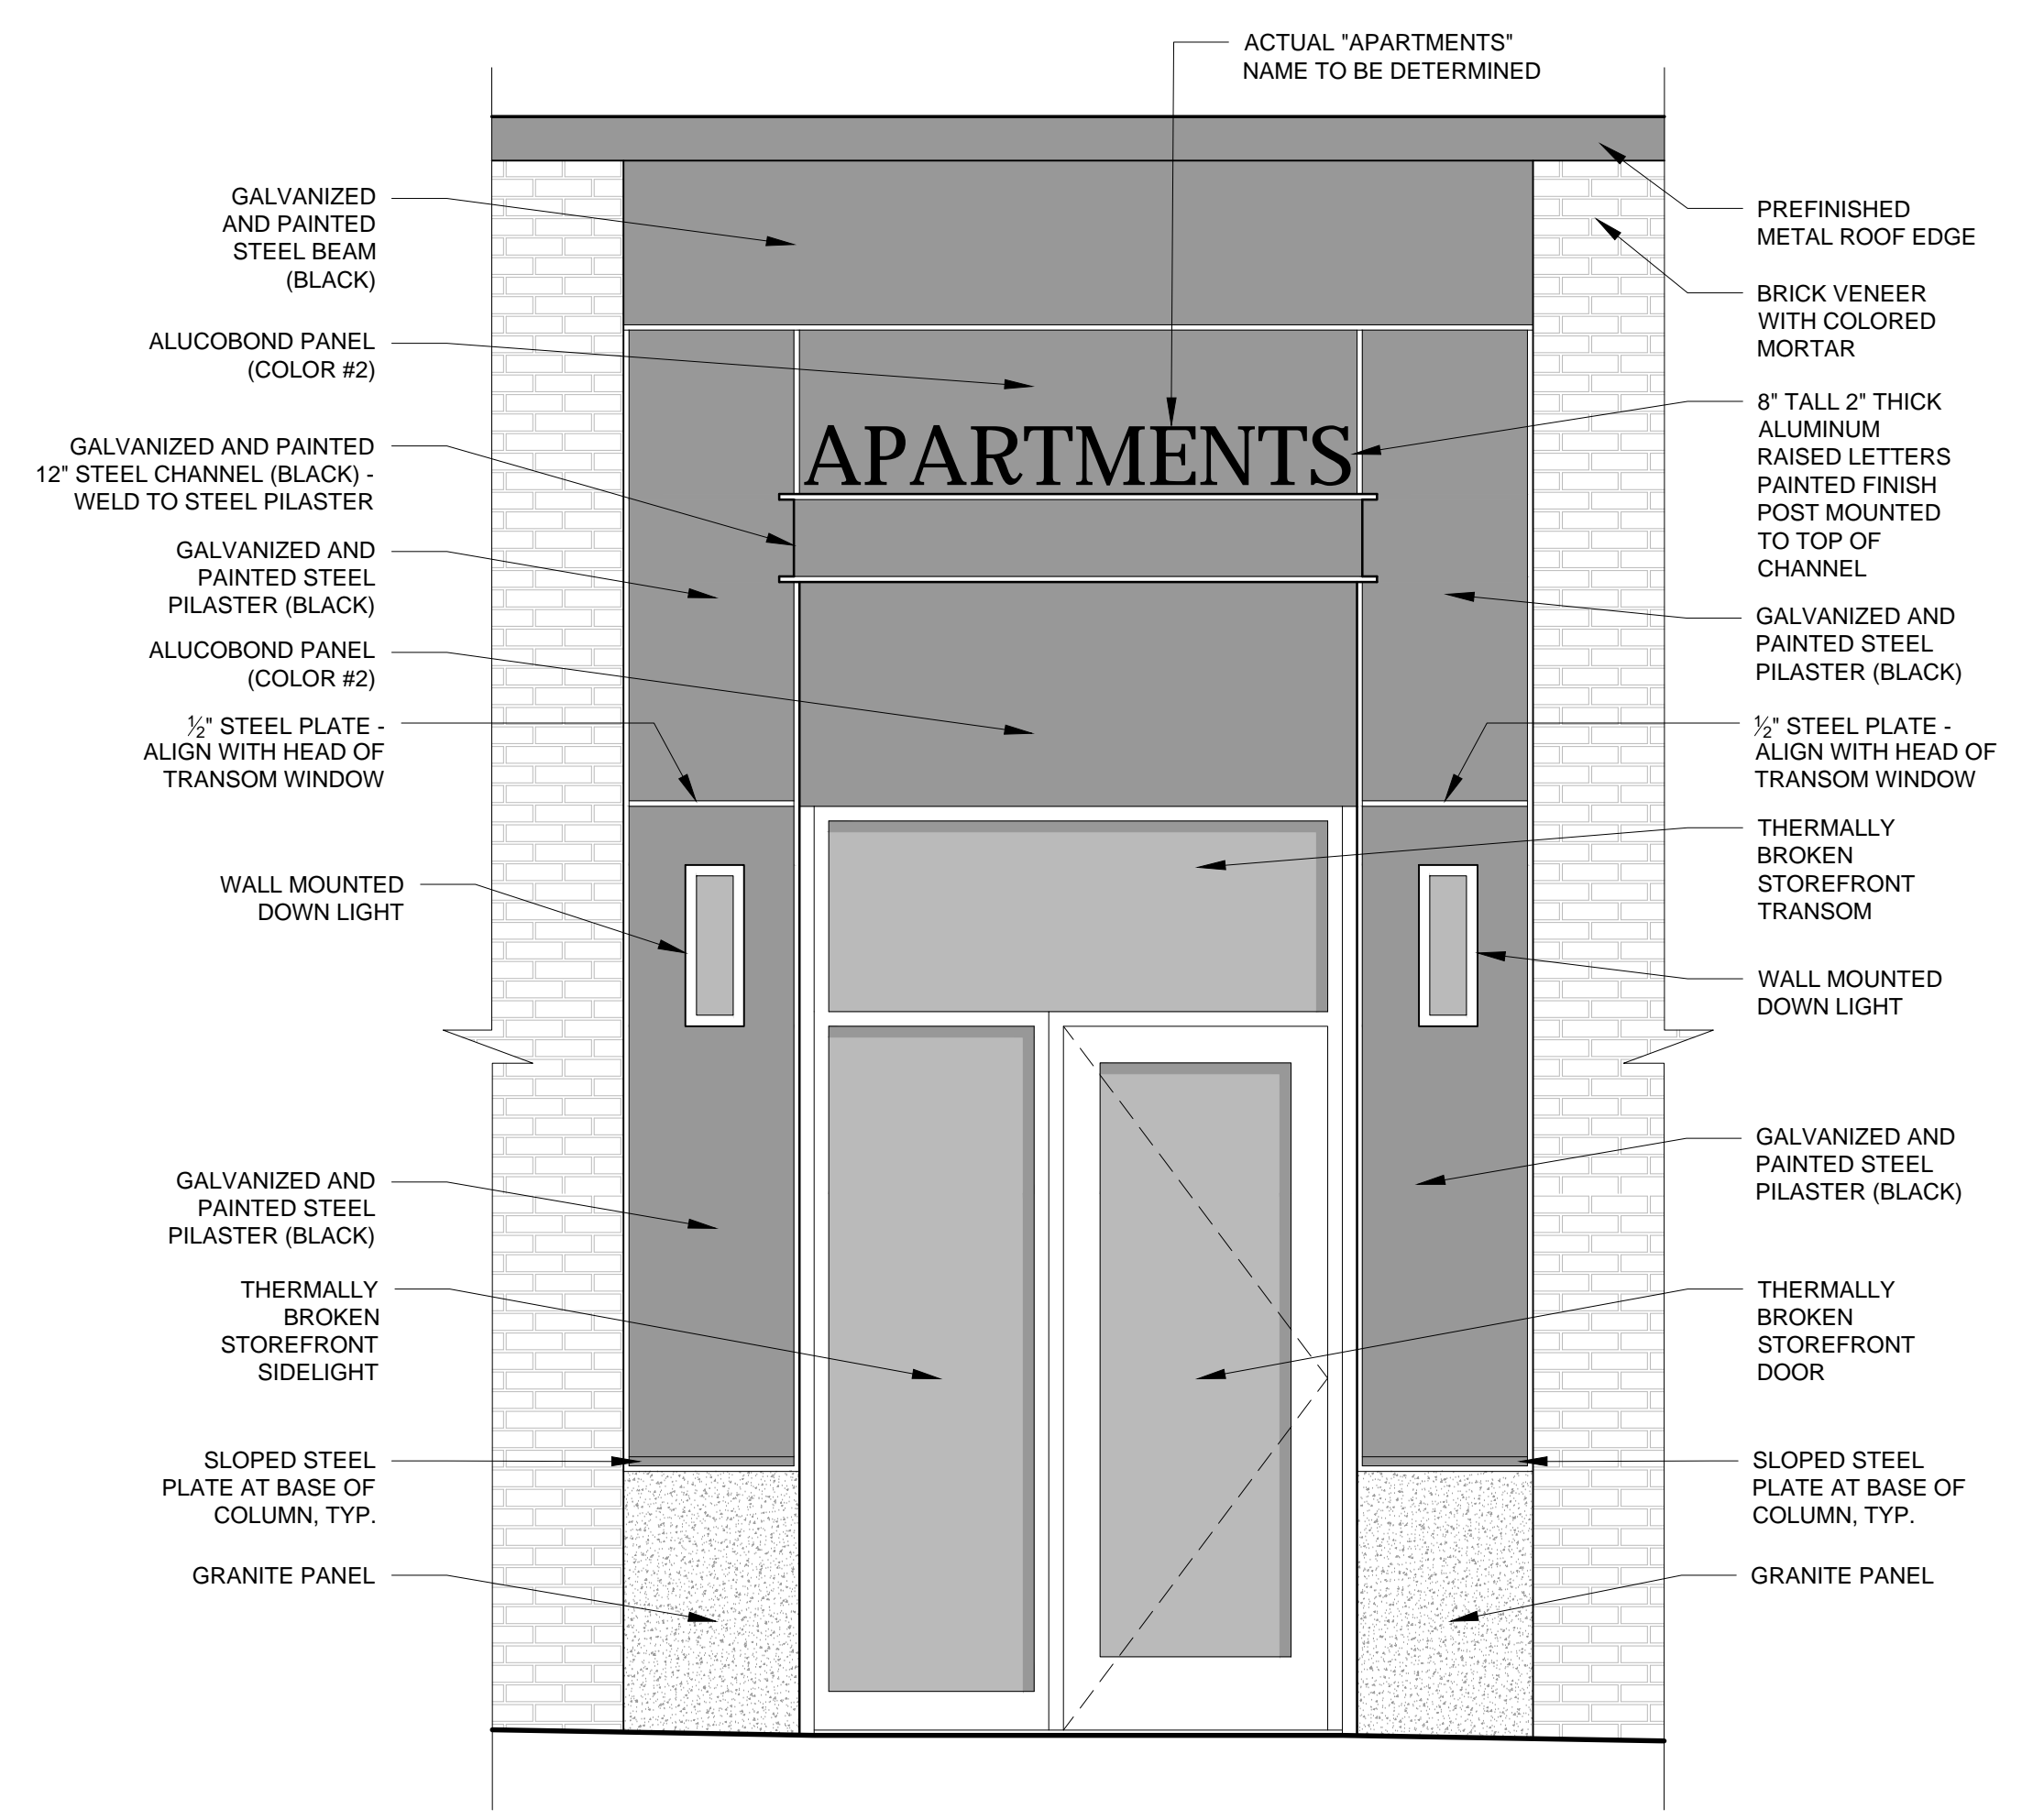 ACTUAL "APARTMENTS"
NAME TO BE DETERMINED
GALVANIZED
AND PAINTED
STEEL BEAM
(BLACK)
ALUCOBOND PANEL
(COLOR #2)
GALVANIZED AND PAINTED
12" STEEL CHANNEL (BLACK) -
WELD TO STEEL PILASTER
GALVANIZED AND
PAINTED STEEL
PILASTER (BLACK)
ALUCOBOND PANEL
(COLOR #2)
½" STEEL PLATE -
ALIGN WITH HEAD OF
TRANSOM WINDOW
WALL MOUNTED
DOWN LIGHT
GALVANIZED AND
PAINTED STEEL
PILASTER (BLACK)
THERMALLY
BROKEN
STOREFRONT
SIDELIGHT
SLOPED STEEL
PLATE AT BASE OF
COLUMN, TYP.
GRANITE PANEL
APARTMENTS
PREFINISHED
METAL ROOF EDGE
BRICK VENEER
WITH COLORED
MORTAR
8" TALL 2" THICK
ALUMINUM
RAISED LETTERS
PAINTED FINISH
POST MOUNTED
TO TOP OF
CHANNEL
GALVANIZED AND
PAINTED STEEL
PILASTER (BLACK)
½" STEEL PLATE -
ALIGN WITH HEAD OF
TRANSOM WINDOW
THERMALLY
BROKEN
STOREFRONT
TRANSOM
WALL MOUNTED
DOWN LIGHT
GALVANIZED AND
PAINTED STEEL
PILASTER (BLACK)
THERMALLY
BROKEN
STOREFRONT
DOOR
SLOPED STEEL
PLATE AT BASE OF
COLUMN, TYP.
GRANITE PANEL